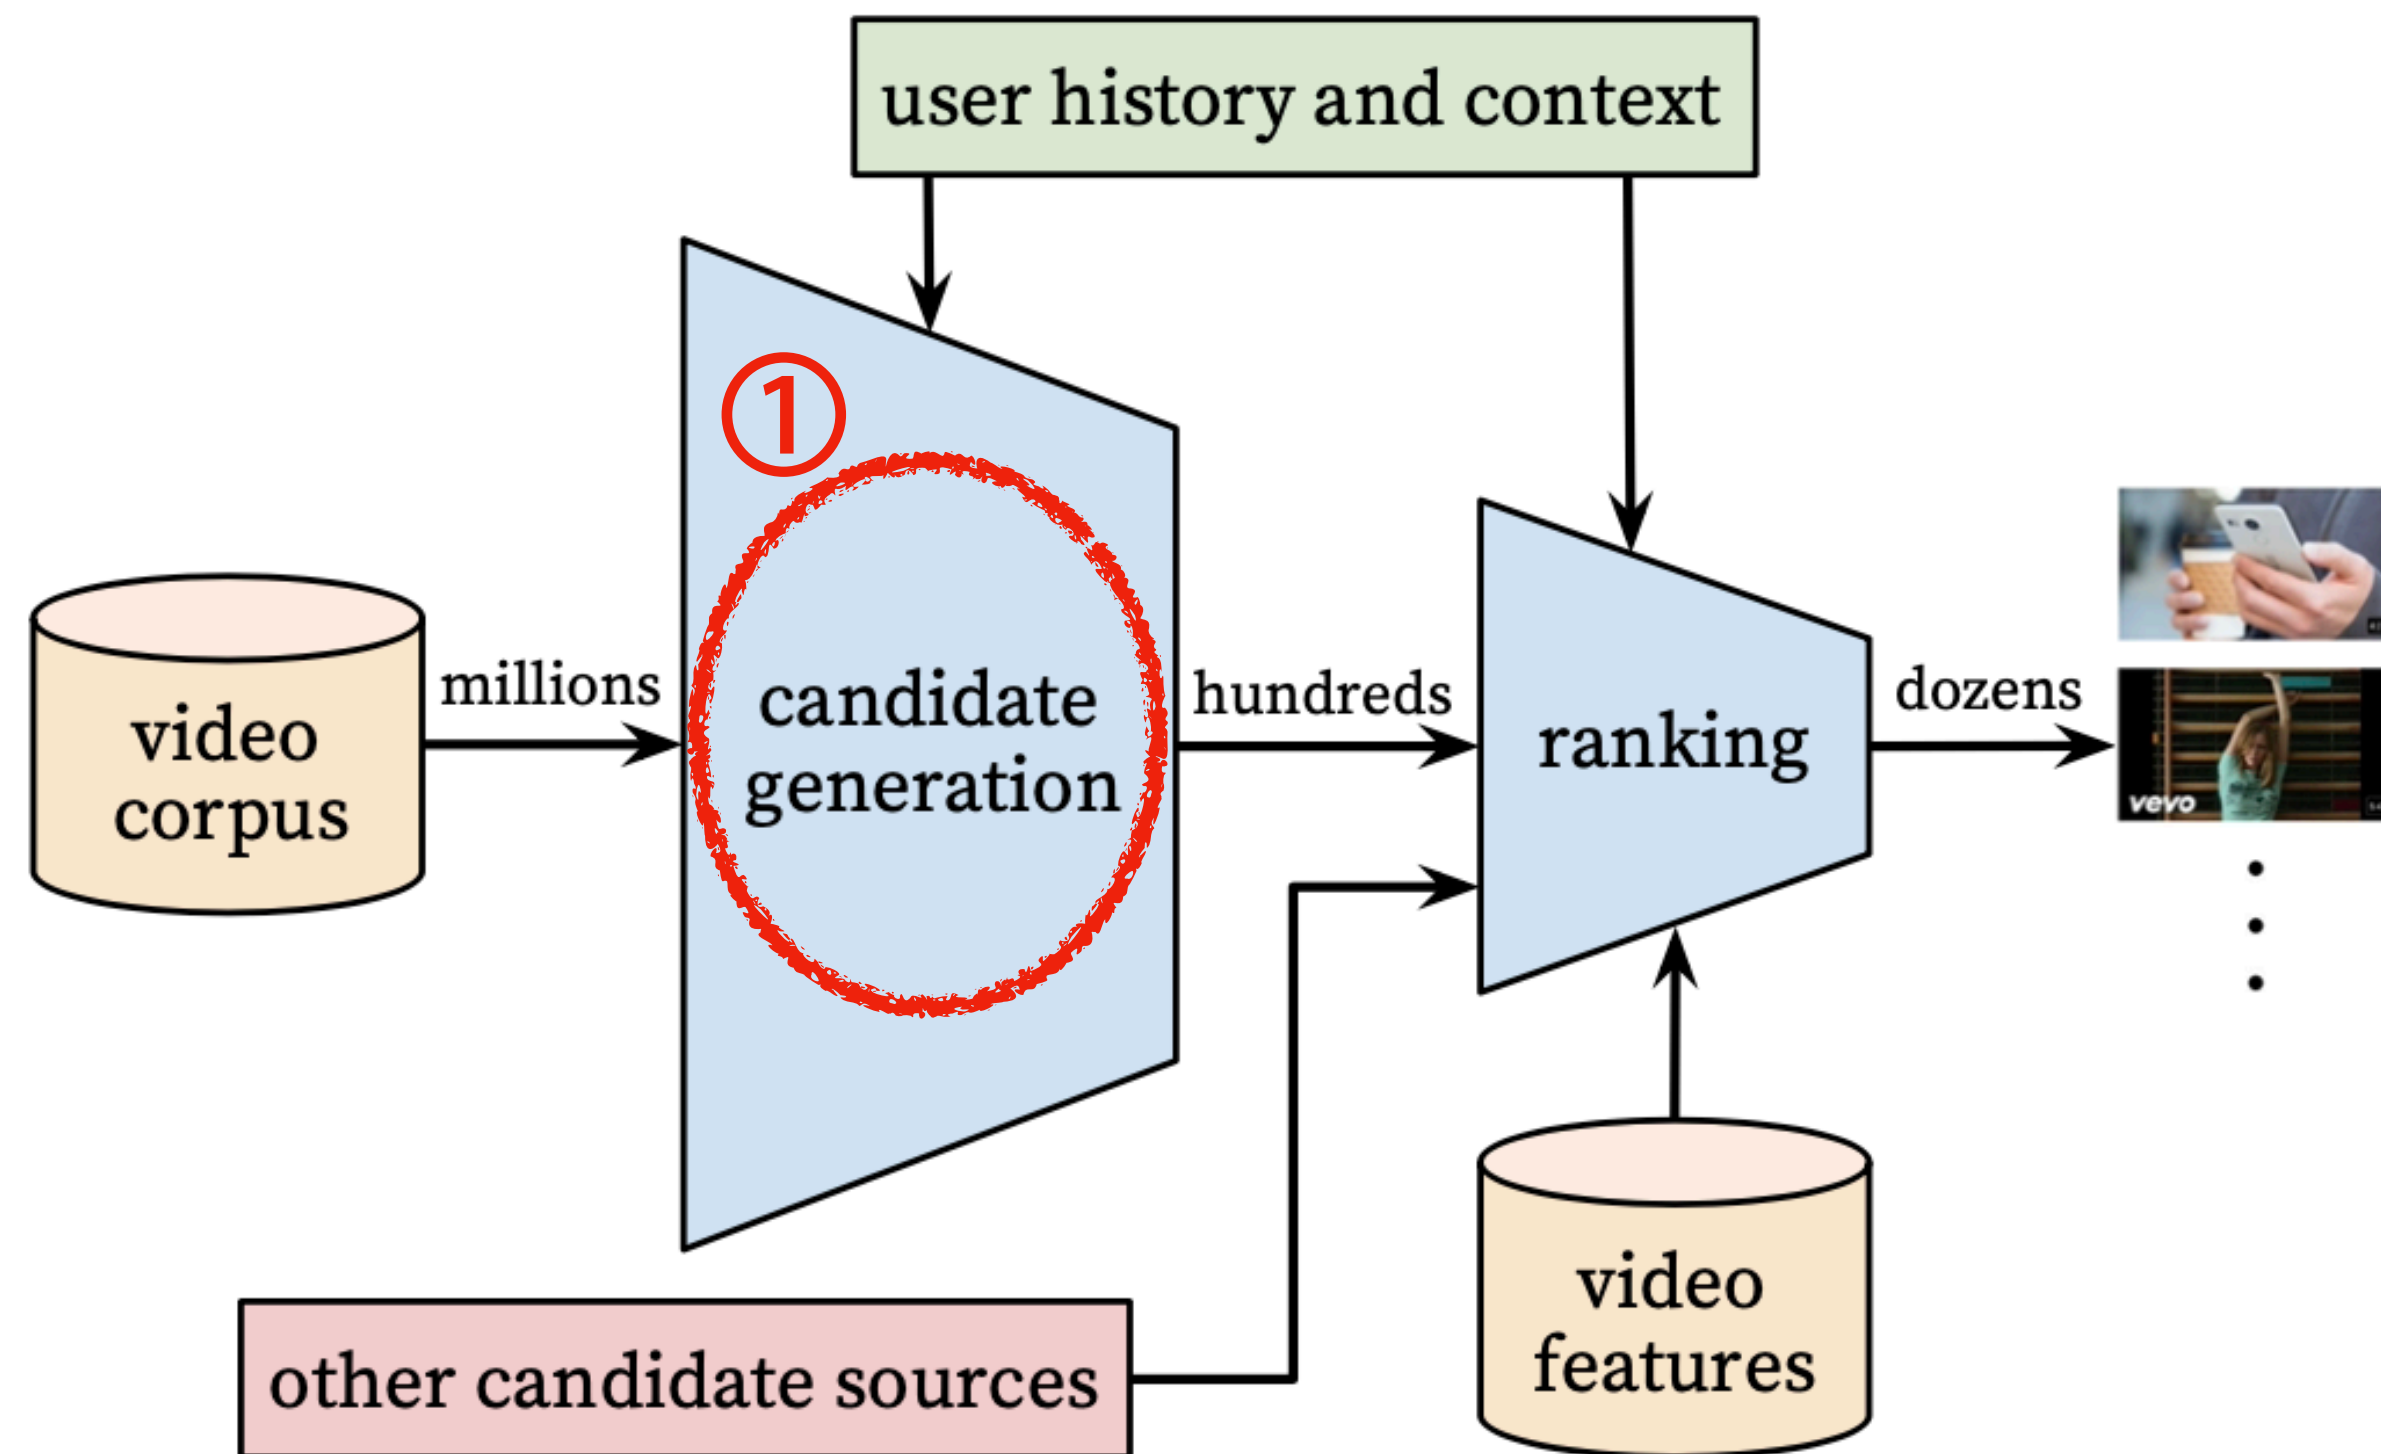 user history and context
①
video
corpus
millions
candidate
generation
hundreds
ranking
dozens
vevo
other candidate sources
video
features